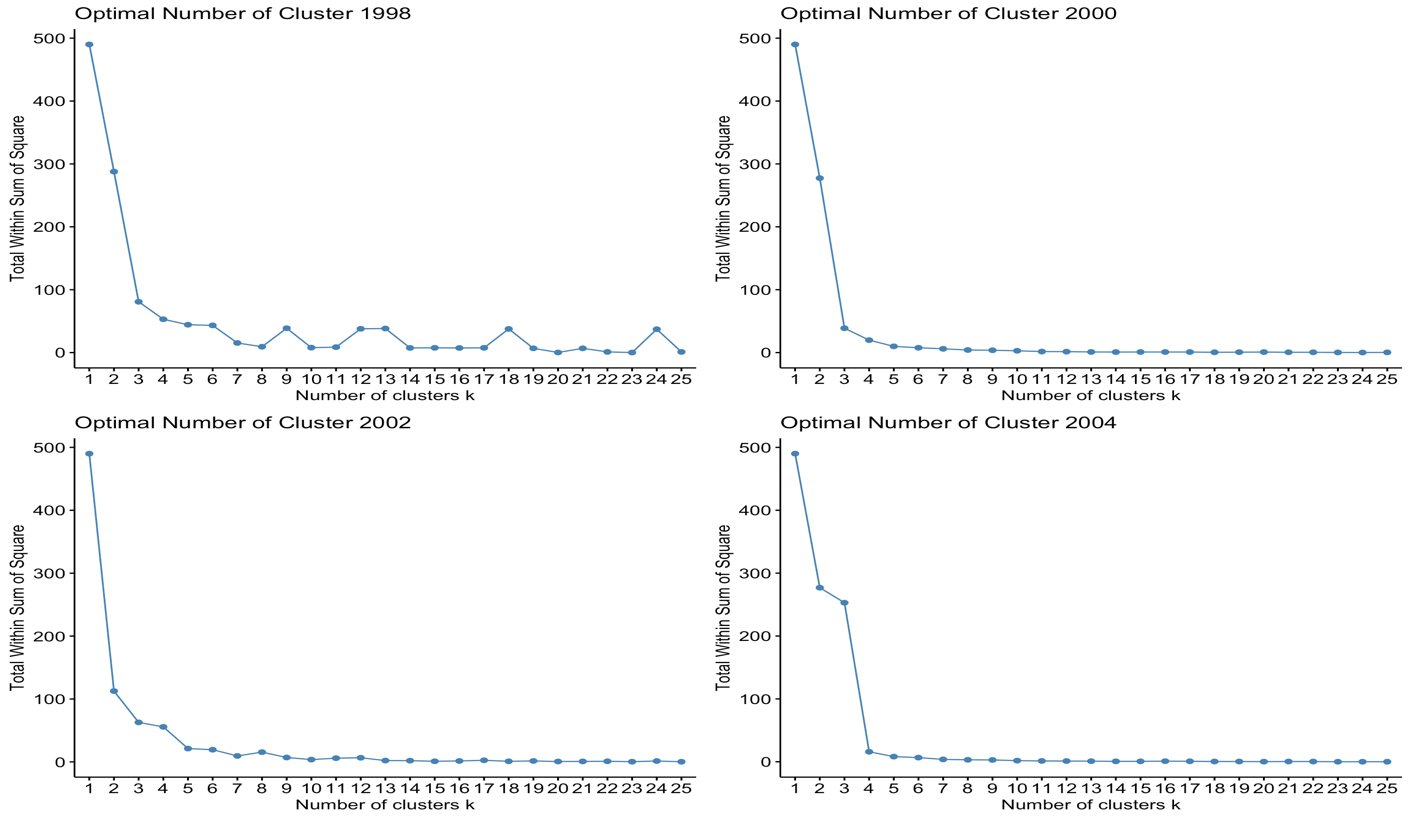 Optimal Number of Cluster 1998
500
400
300
200
100
0
Total Within Sum of Square
1 2 3 4 5 6 7 8 9 10 11 12 13 14 15 16 17 18 19 20 21 22 23 24 25
Number of clusters k
Optimal Number of Cluster 2000
500
400
300
200
100
0
Total Within Sum of Square
1 2 3 4 5 6 7 8 9 10 11 12 13 14 15 16 17 18 19 20 21 22 23 24 25
Number of clusters k
Optimal Number of Cluster 2002
500
400
300
200
100
0
Total Within Sum of Square
1 2 3 4 5 6 7 8 9 10 11 12 13 14 15 16 17 18 19 20 21 22 23 24 25
Number of clusters k
Optimal Number of Cluster 2004
500
400
300
200
100
0
Total Within Sum of Square
1 2 3 4 5 6 7 8 9 10 11 12 13 14 15 16 17 18 19 20 21 22 23 24 25
Number of clusters k